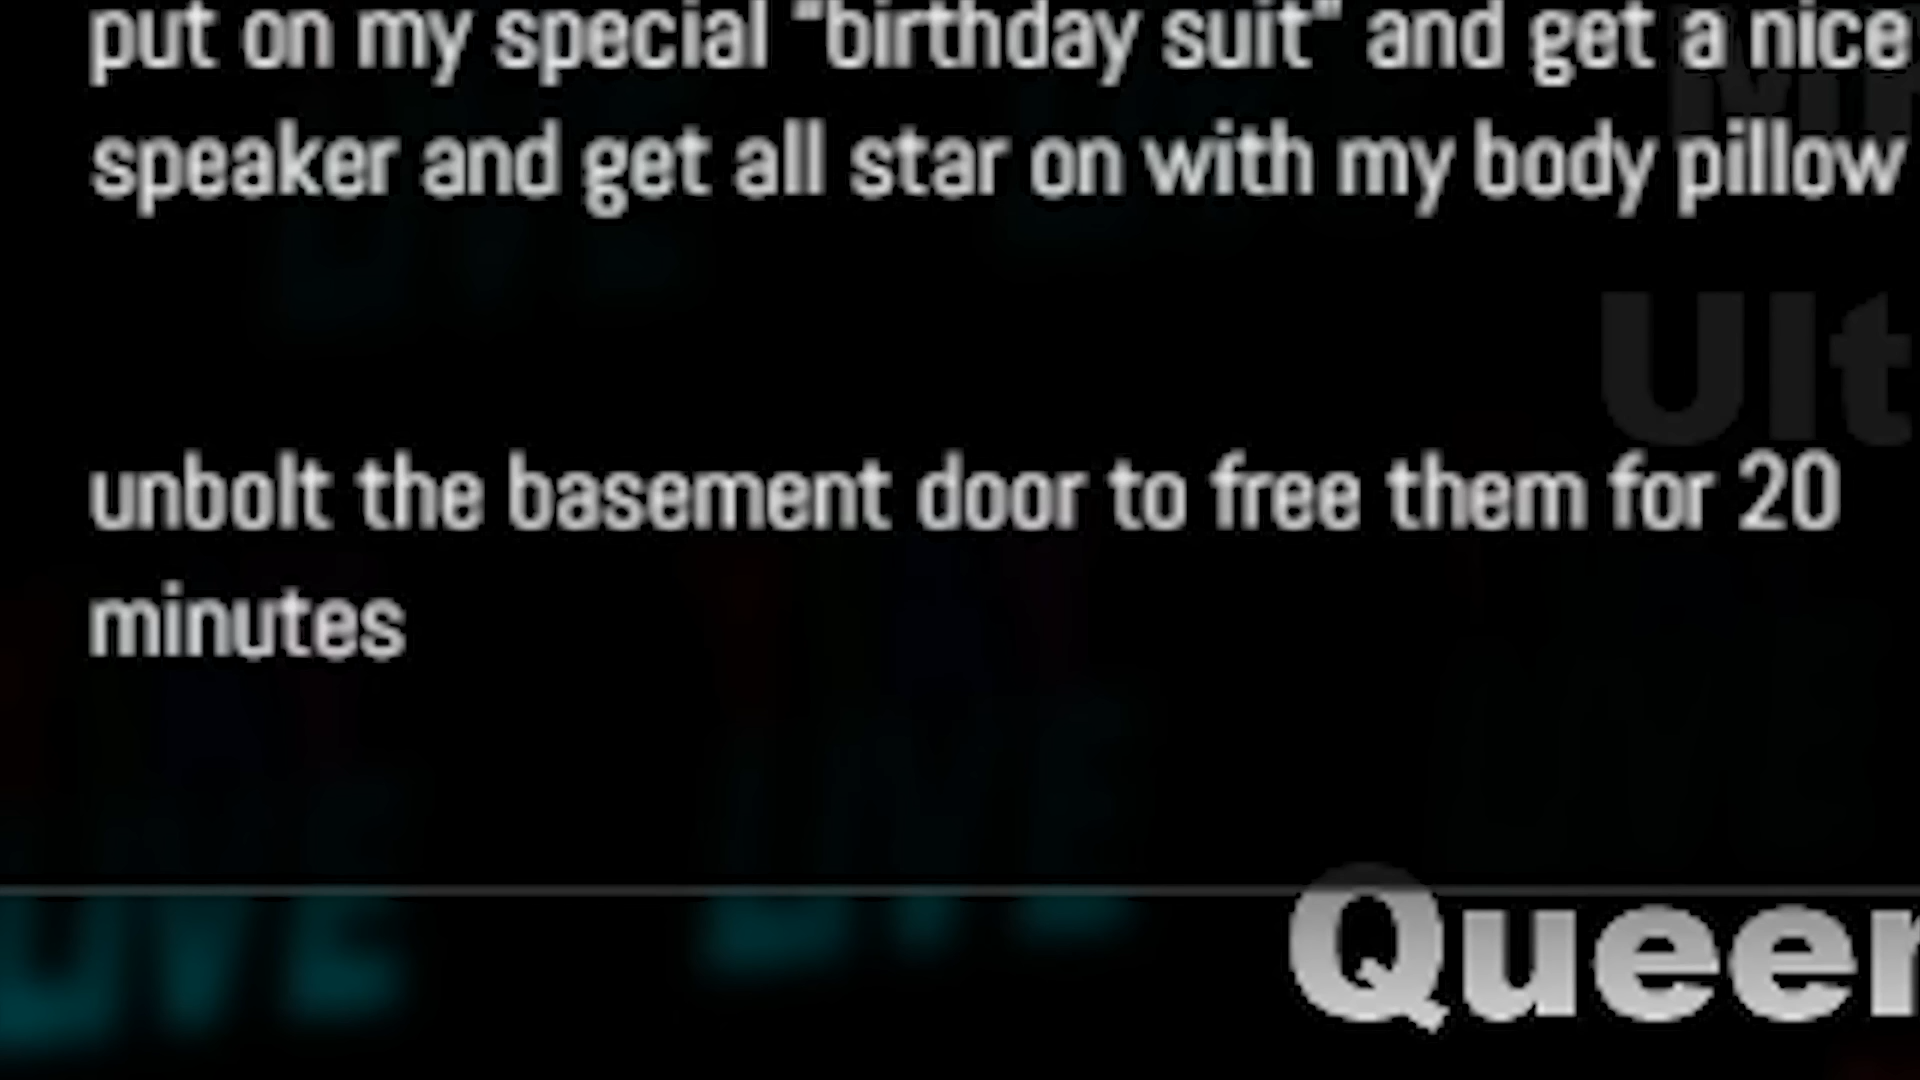 put on my special "birthday suit" and get a nice
speaker and get all star on with my body pillow
Ult
unbolt the basement door to free them for 20
minutes
Queer